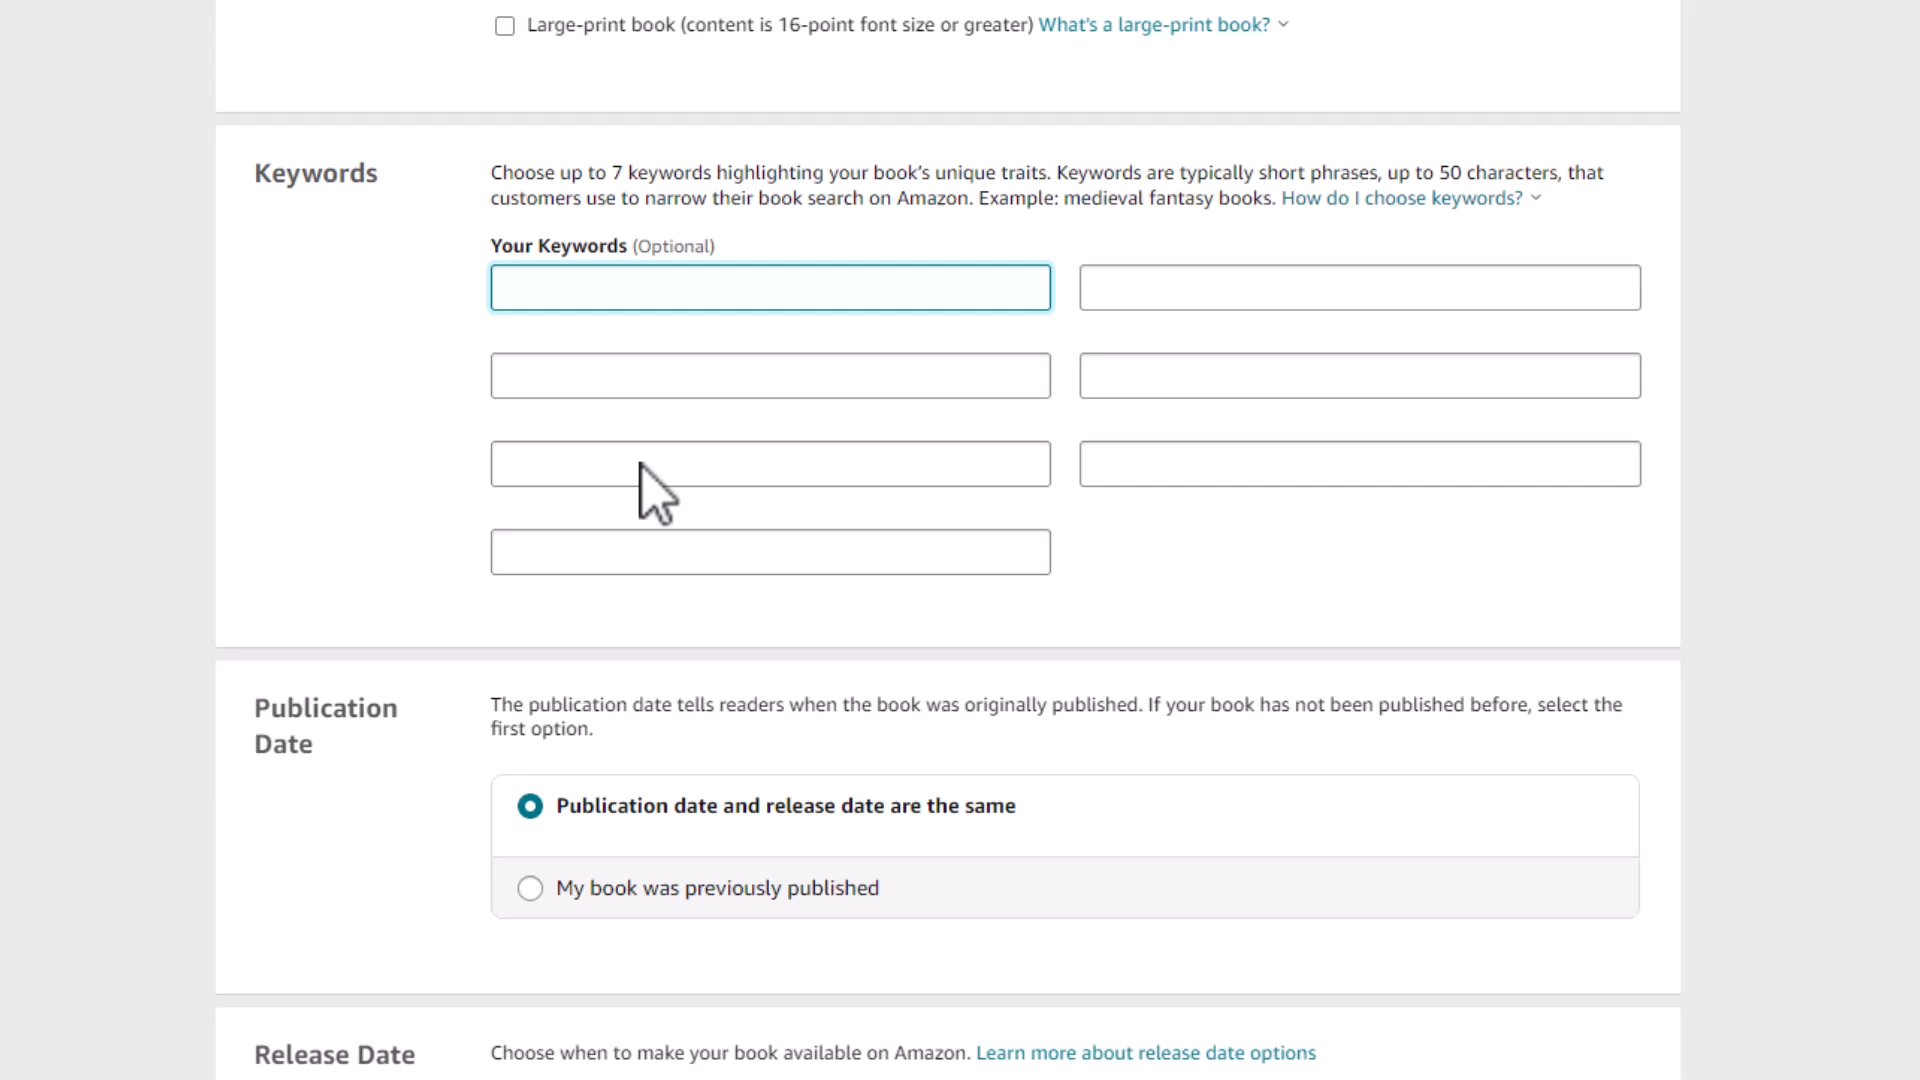 Large-print book (content is 16-point font size or greater) What's a large-print book?
Keywords
Choose up to 7 keywords highlighting your book’s unique traits. Keywords are typically short phrases, up to 50 characters, that
customers use to narrow their book search on Amazon. Example: medieval fantasy books. How do I choose keywords?
Your Keywords (Optional)
Publication
Date
The publication date tells readers when the book was originally published. If your book has not been published before, select the
first option.
Publication date and release date are the same
My book was previously published
Release Date
Choose when to make your book available on Amazon. Learn more about release date options